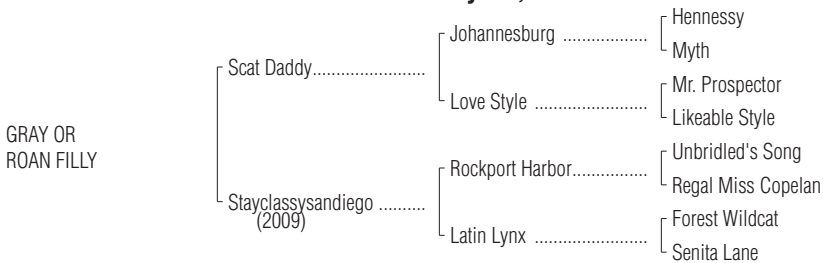 Hennessy
Johannesburg ..................
Myth
Scat Daddy........................
Mr. Prospector
Love Style ........................
Likeable Style
GRAY OR
ROAN FILLY
Unbridled's Song
Rockport Harbor................
Regal Miss Copelan
Stayclassysandiego ..........
(2009)
Forest Wildcat
Latin Lynx ........................
Senita Lane